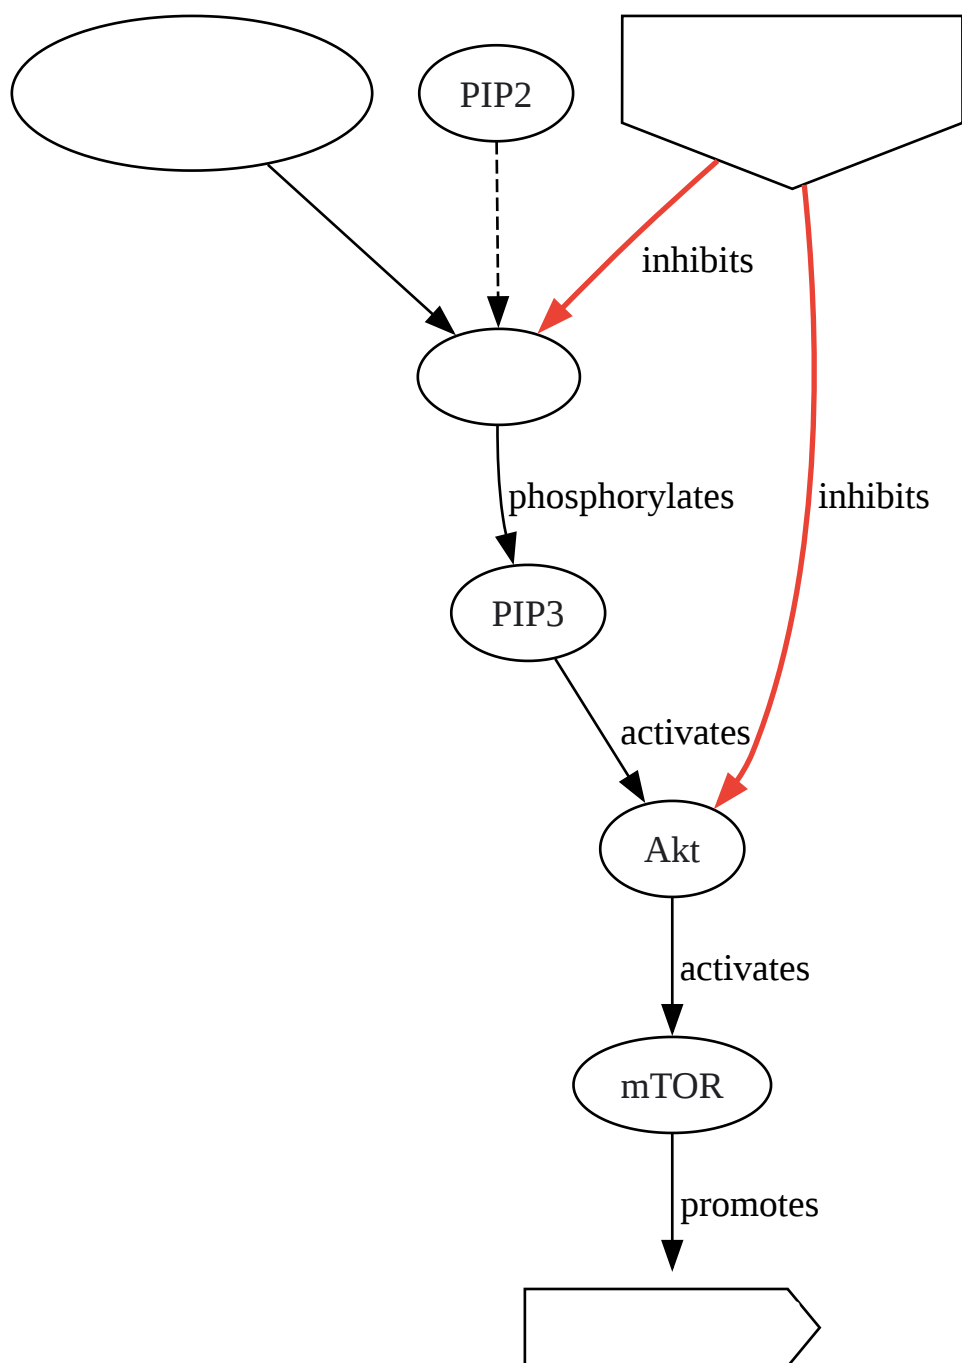 PIP2
inhibits
phosphorylates
inhibits
PIP3
activates
Akt
activates
mTOR
promotes